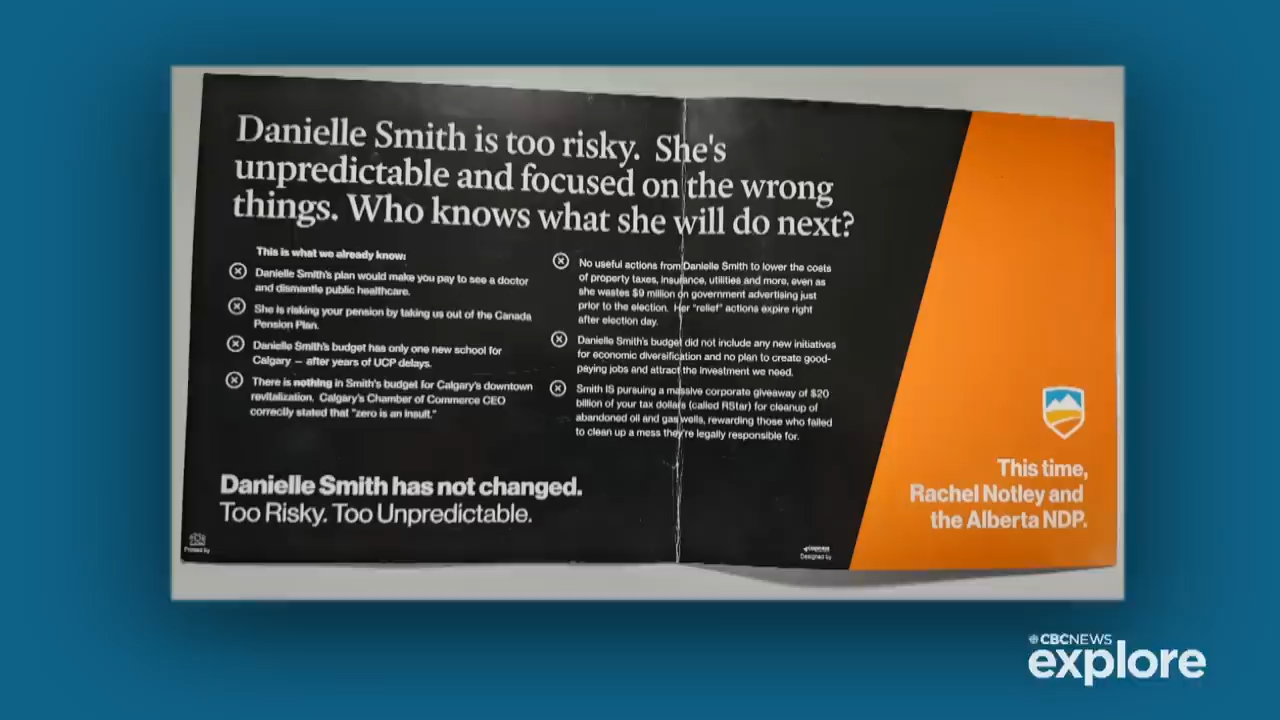 Danielle Smith is too risky. She's
unpredictable and focused on the wrong
things. Who knows what she will do next?
This is what we already know:
Danielle Smith's plan would make you pay to see a doctor
and dismantle public healthcare.
She is risking your pension by taking us out of the Canada
Pension Plan.
Danielle Smith's budget has only one new school for
Calgary — after years of UCP delays.
There is nothing in Smith's budget for Calgary's downtown
revitalization. Calgary's Chamber of Commerce CEO
correctly stated that "zero is an insult."
No useful actions from Danielle Smith to lower the costs
of property taxes, insurance, utilities and more, even as
she wastes $9 million on government advertising just
prior to the election. Her "relief" actions expire right
after election day.
Danielle Smith's budget did not include any new initiatives
for economic diversification and no plan to create good-
paying jobs and attract the investment we need.
Smith IS pursuing a massive corporate giveaway of $20
billion of your tax dollars (called RStar) for cleanup of
abandoned oil and gas wells, rewarding those who failed
to clean up a mess they're legally responsible for.
Danielle Smith has not changed.
Too Risky. Too Unpredictable.
Printed by
Designed by
This time,
Rachel Notley and
the Alberta NDP.
CBCNEWS
explore